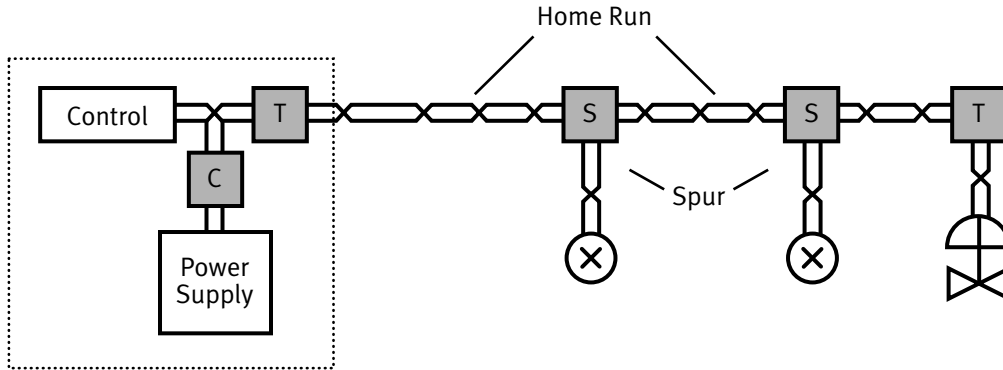 Home Run
Control
T
S
S
T
C
Spur
Power
Supply